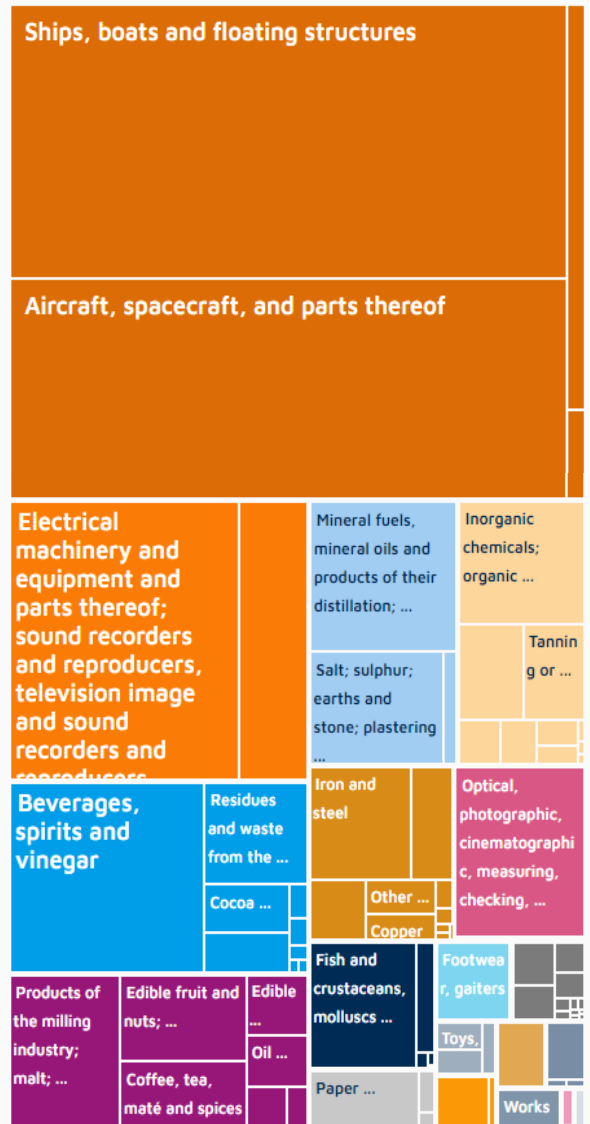 Ships, boats and floating structures
Aircraft, spacecraft, and parts thereof
Electrical
machinery and
equipment and
parts thereof;
sound recorders
and reproducers,
television image
and sound
recorders and
reproducers
Mineral fuels,
mineral oils and
products of their
distillation; ...
Inorganic
chemicals;
organic ...
Tannin
g or ...
Salt; sulphur;
earths and
stone; plastering
...
Beverages,
spirits and
vinegar
Residues
and waste
from the ...
Cocoa ...
Iron and
steel
Other ...
Copper
Optical,
photographic,
cinematographi
c, measuring,
checking, ...
Products of
the milling
industry;
malt; ...
Edible fruit and
nuts; ...
Coffee, tea,
maté and spices
Edible
...
Oil ...
Fish and
crustaceans,
molluscs ...
Paper ...
Footwea
r, gaiters
Toys,
Works